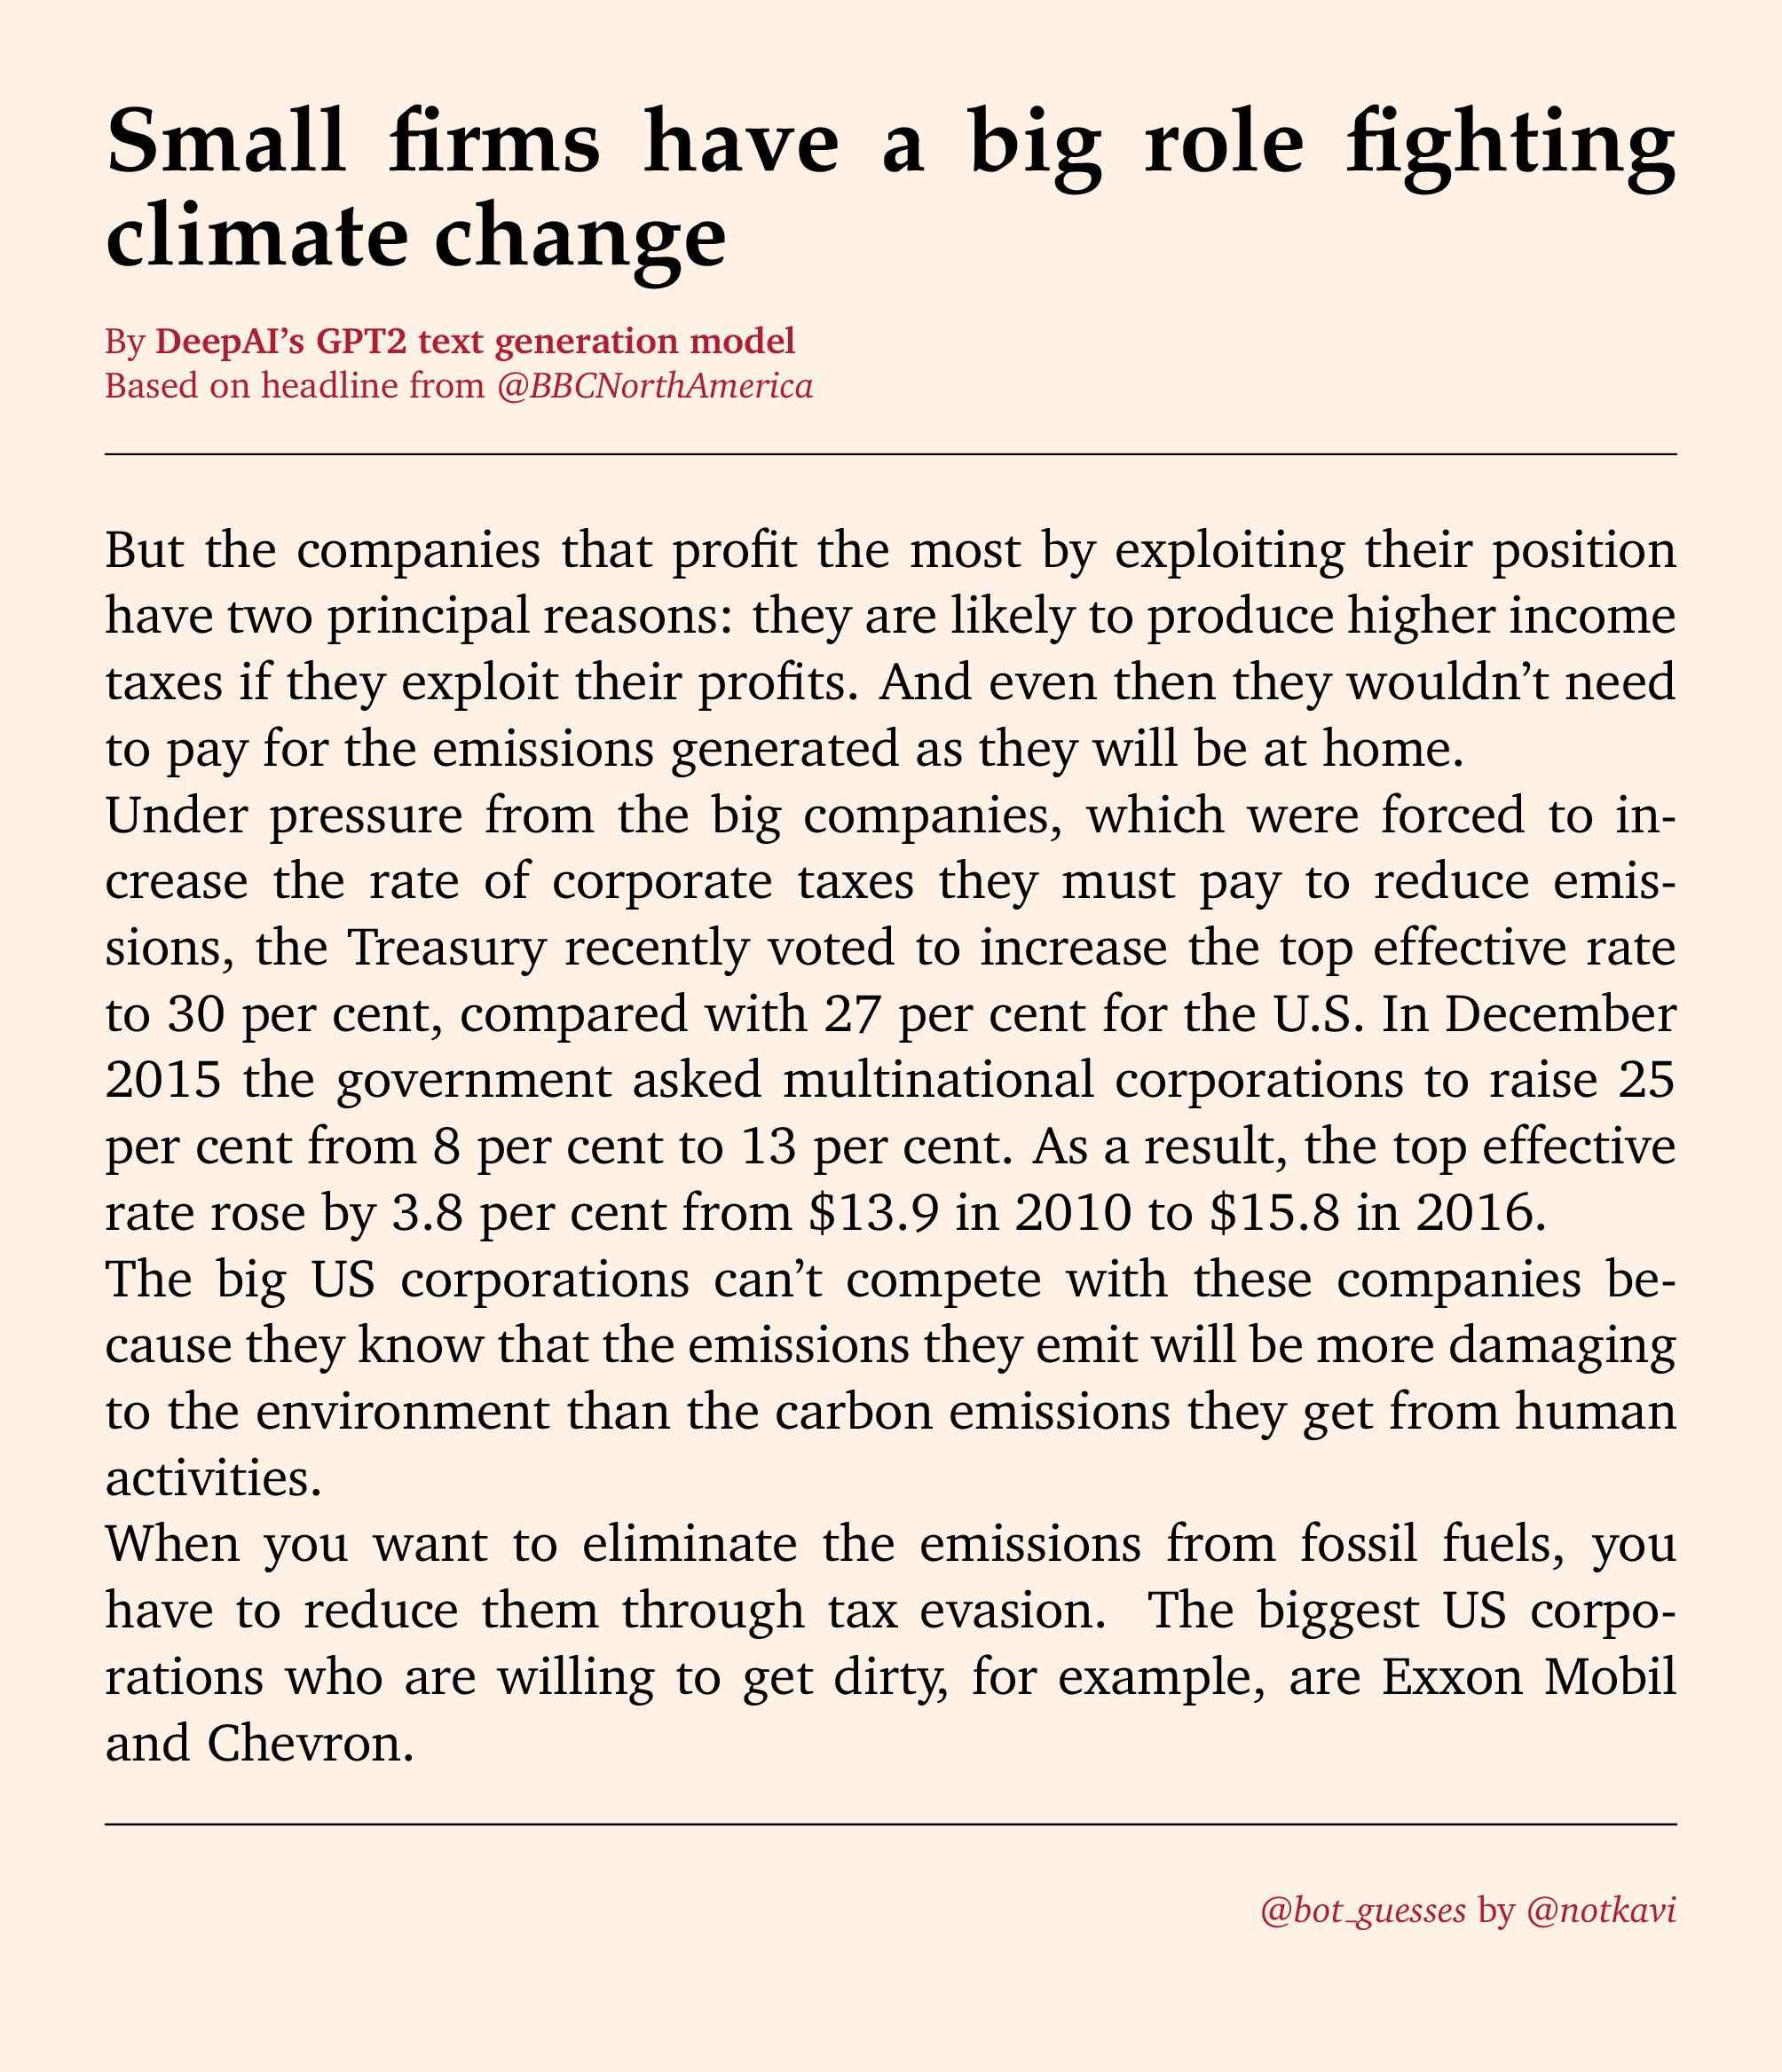 Small firms have a big role fighting
climate change
By DeepAI’s GPT2 text generation model
Based on headline from @BBCNorthAmerica
But the companies that profit the most by exploiting their position
have two principal reasons: they are likely to produce higher income
taxes if they exploit their profits. And even then they wouldn’t need
to pay for the emissions generated as they will be at home.
Under pressure from the big companies, which were forced to in-
crease the rate of corporate taxes they must pay to reduce emis-
sions, the Treasury recently voted to increase the top effective rate
to 30 per cent, compared with 27 per cent for the U.S. In December
2015 the government asked multinational corporations to raise 25
per cent from 8 per cent to 13 per cent. As a result, the top effective
rate rose by 3.8 per cent from $13.9 in 2010 to $15.8 in 2016.
The big US corporations can’t compete with these companies be-
cause they know that the emissions they emit will be more damaging
to the environment than the carbon emissions they get from human
activities.
When you want to eliminate the emissions from fossil fuels, you
have to reduce them through tax evasion. The biggest US corpo-
rations who are willing to get dirty, for example, are Exxon Mobil
and Chevron.
@bot_guesses by @notkavi